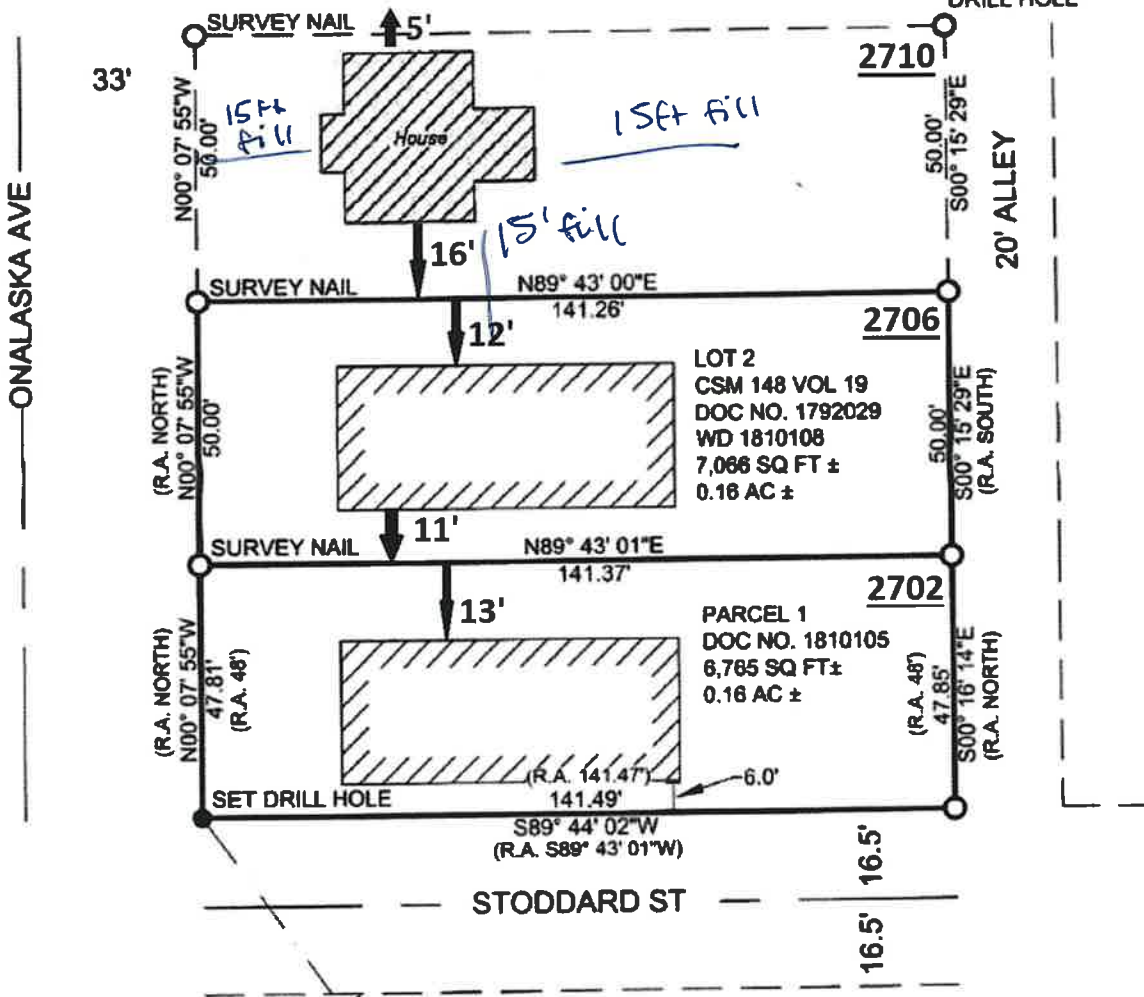 DRILL HOLE
SURVEY NAIL
5'
2710
33'
N00° 07' 55"W
50.00'
15Ft
fill
House
15Ft fill
50.00'
S00° 15' 29"E
20' ALLEY
ONALASKA AVE
16'
15' fill
SURVEY NAIL
N89° 43' 00"E
141.26'
2706
12'
LOT 2
CSM 148 VOL 19
DOC NO. 1792029
WD 1810108
7,066 SQ FT ±
0.16 AC ±
(R.A. NORTH)
N00° 07' 55"W
50.00'
50.00'
S00° 15' 29"E
(R.A. SOUTH)
11'
SURVEY NAIL
N89° 43' 01"E
141.37'
2702
13'
PARCEL 1
DOC NO. 1810105
6,765 SQ FT±
0.16 AC ±
(R.A. NORTH)
N00° 07' 55"W
47.81'
(R.A. 48')
(R.A. 48')
47.85'
S00° 16' 14"E
(R.A. NORTH)
(R.A. 141.47')
6.0'
SET DRILL HOLE
141.49'
S89° 44' 02"W
(R.A. S89° 43' 01"W)
16.5'
STODDARD ST
16.5'